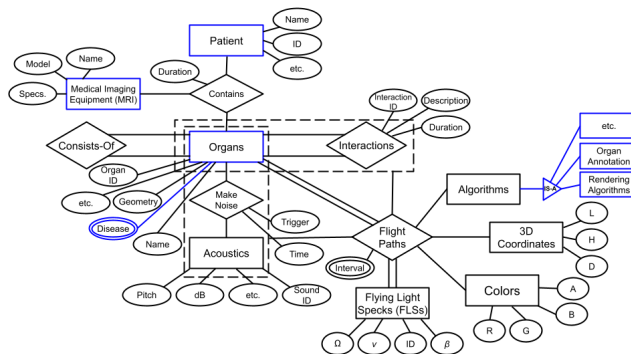 Name
Patient
ID
etc.
Model
Name
Duration
Specs.
Medical Imaging
Equipment (MRI)
Contains
Interaction
ID
Description
Duration
Consists-Of
Organs
Interactions
etc.
Organ
Annotation
IS-A
Rendering
Algorithms
Algorithms
Organ
ID
etc.
Geometry
Make
Noise
Disease
Trigger
Name
Time
Flight
Paths
3D
Coordinates
L
H
D
Acoustics
Interval
Pitch
dB
etc.
Sound
ID
Flying Light
Specks (FLSs)
Colors
A
B
R
G
Ω
ν
ID
β